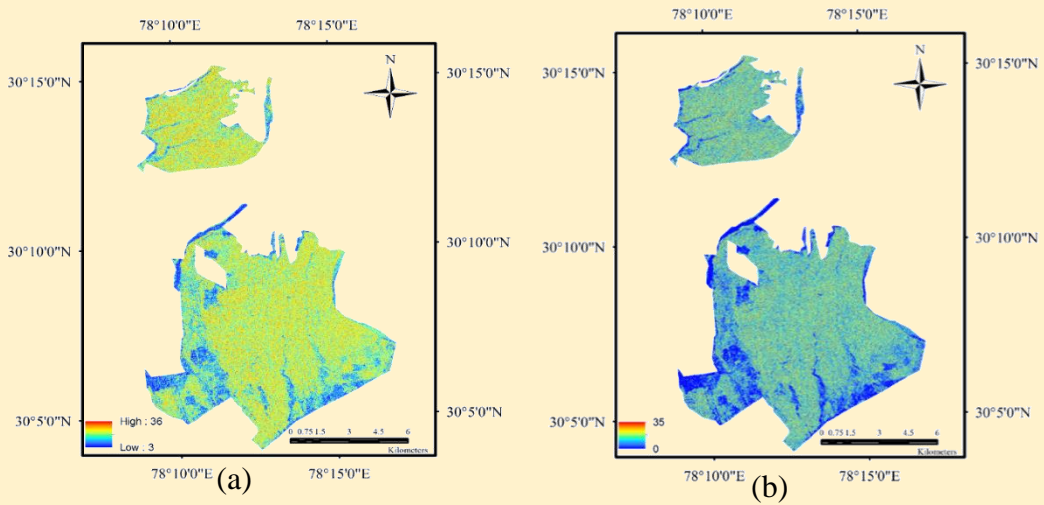 78°10'0"E 78°15'0"E
N
30°15'0"N 30°15'0"N
30°10'0"N 30°10'0"N
30°5'0"N 30°5'0"N
High : 36
Low : 3
0 0.75 1.5 3 4.5 6
Kilometers
78°10'0"E 78°15'0"E
(a)
78°10'0"E 78°15'0"E
N
30°15'0"N 30°15'0"N
30°10'0"N 30°10'0"N
30°5'0"N 30°5'0"N
35
0
0 0.75 1.5 3 4.5 6
Kilometers
78°10'0"E 78°15'0"E
(b)